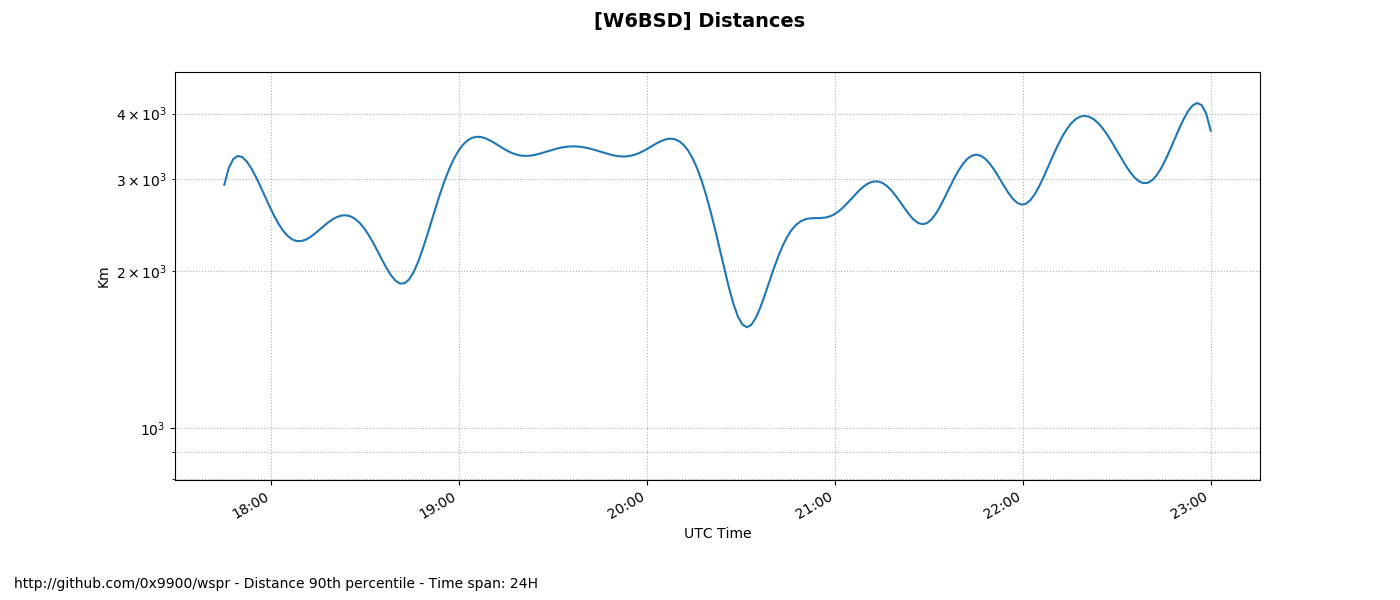 [W6BSD] Distances
4 × 10³
3 × 10³
2 × 10³
10³
Km
18:00
19:00
20:00
21:00
22:00
23:00
UTC Time
http://github.com/0x9900/wspr - Distance 90th percentile - Time span: 24H